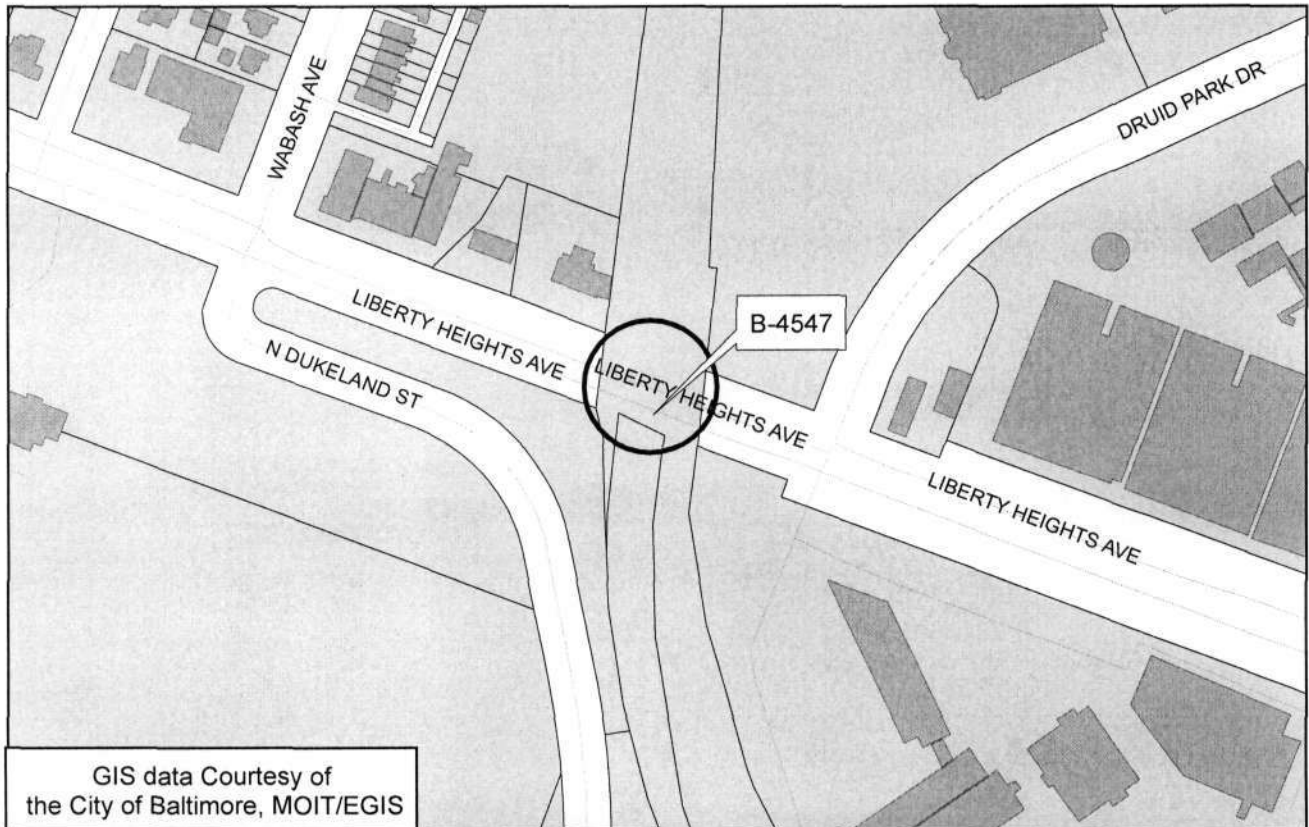 WABASH AVE
DRUID PARK DR
LIBERTY HEIGHTS AVE
N DUKELAND ST
LIBERTY HEIGHTS AVE
B-4547
LIBERTY HEIGHTS AVE
GIS data Courtesy of
the City of Baltimore, MOIT/EGIS